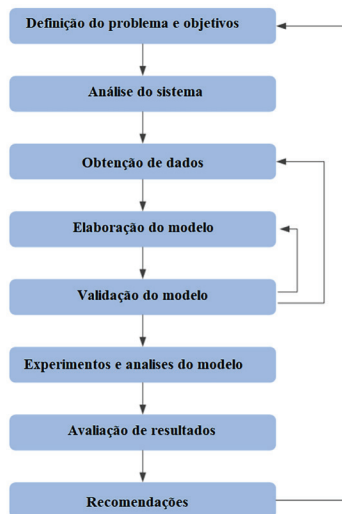 Definição do problema e objetivos
Análise do sistema
Obtenção de dados
Elaboração do modelo
Validação do modelo
Experimentos e analises do modelo
Avaliação de resultados
Recomendações